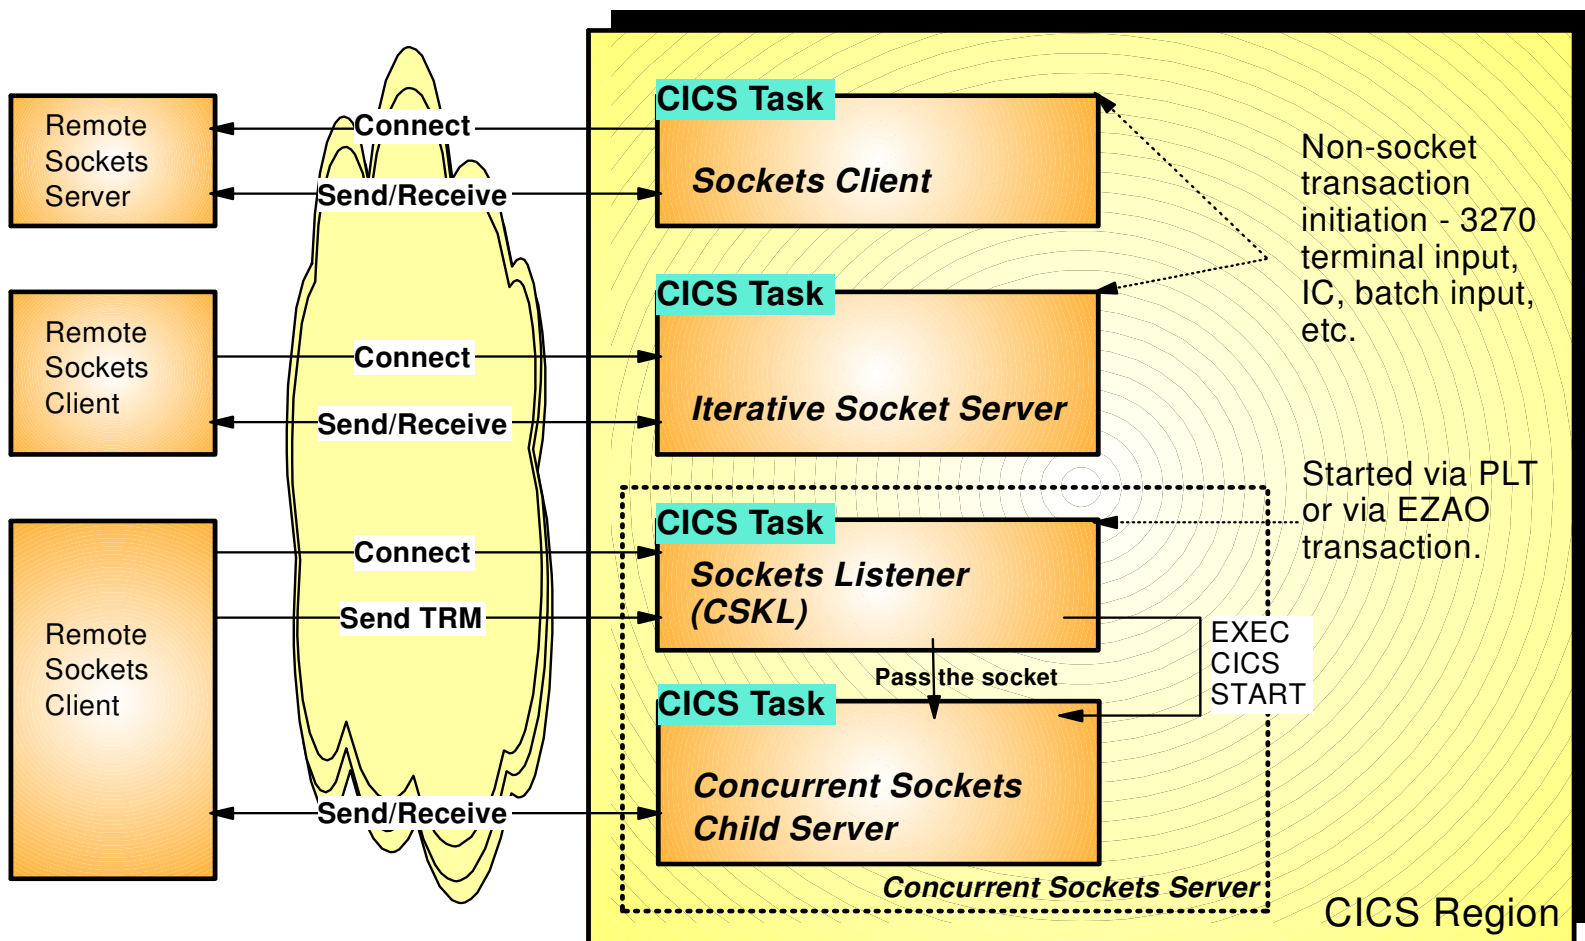 Remote
Sockets
Server
Connect
Send/Receive
CICS Task
Sockets Client
Non-socket
transaction
initiation - 3270
terminal input,
IC, batch input,
etc.
Remote
Sockets
Client
Connect
Send/Receive
CICS Task
Iterative Socket Server
Started via PLT
or via EZAO
transaction.
Remote
Sockets
Client
Connect
Send TRM
CICS Task
Sockets Listener
(CSKL)
EXEC
CICS
START
Pass the socket
Send/Receive
CICS Task
Concurrent Sockets
Child Server
Concurrent Sockets Server
CICS Region